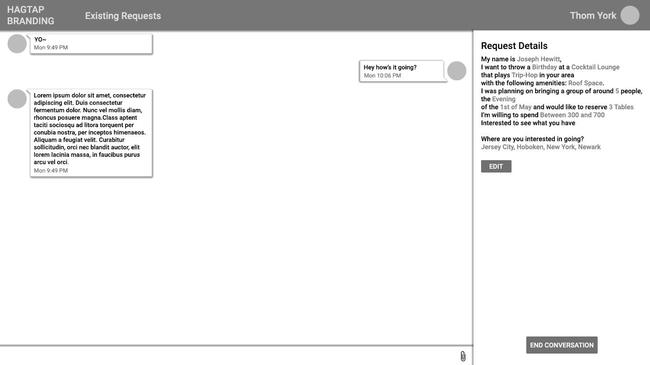 HAGTAP
BRANDING
Existing Requests
Thom York
YO~
Mon 9:49 PM
Hey how's it going?
Mon 10:06 PM
Lorem ipsum dolor sit amet, consectetur
adipiscing elit. Duis consectetur
fermentum dolor. Nunc vel mollis diam,
rhoncus posuere magna.Class aptent
taciti sociosqu ad litora torquent per
conubia nostra, per inceptos himenaeos.
Aliquam a feugiat velit. Curabitur
sollicitudin, orci nec blandit auctor, elit
lorem lacinia massa, in faucibus purus
arcu vel orci.
Mon 9:49 PM
Request Details
My name is Joseph Hewitt,
I want to throw a Birthday at a Cocktail Lounge
that plays Trip-Hop in your area
with the following amenities: Roof Space.
I was planning on bringing a group of around 5 people,
the Evening
of the 1st of May and would like to reserve 3 Tables
I'm willing to spend Between 300 and 700
Interested to see what you have
Where are you interested in going?
Jersey City, Hoboken, New York, Newark
EDIT
END CONVERSATION